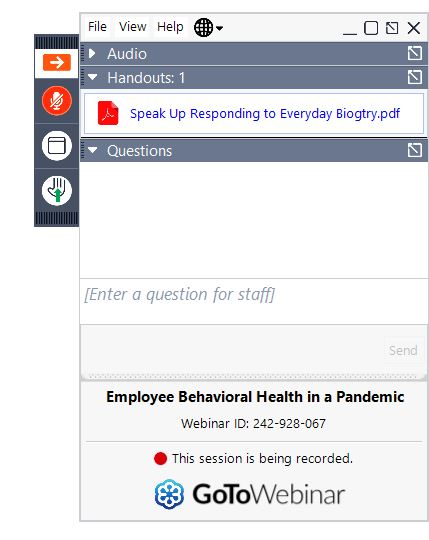 File View Help
Audio
Handouts: 1
Speak Up Responding to Everyday Biogtry.pdf
Questions
[Enter a question for staff]
Send
Employee Behavioral Health in a Pandemic
Webinar ID: 242-928-067
This session is being recorded.
GoToWebinar